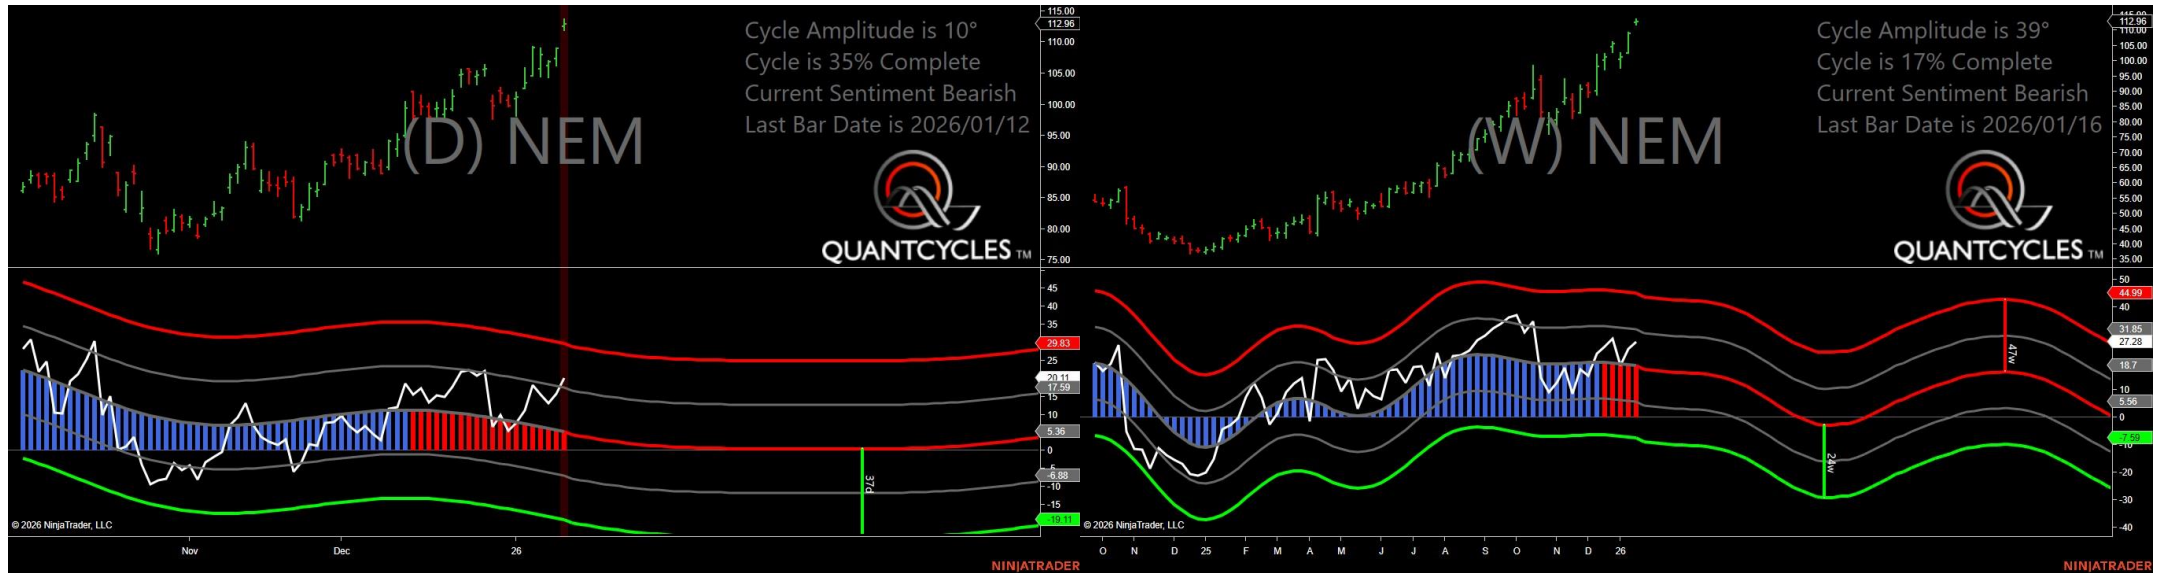 Cycle Amplitude is 10°
Cycle is 35% Complete
Current Sentiment Bearish
Last Bar Date is 2026/01/12
(D) NEM
QUANTCYCLES TM
115.00
112.96
110.00
105.00
100.00
95.00
90.00
85.00
80.00
75.00
45
40
35
29.83
25
20.11
17.59
15
10
5.36
0
-5
-6.88
-10
-15
-19.11
37d
© 2026 NinjaTrader, LLC
Nov
Dec
26
NINJATRADER
Cycle Amplitude is 39°
Cycle is 17% Complete
Current Sentiment Bearish
Last Bar Date is 2026/01/16
(W) NEM
QUANTCYCLES TM
115.00
112.96
110.00
105.00
100.00
95.00
90.00
85.00
80.00
75.00
70.00
65.00
60.00
55.00
50.00
45.00
40.00
35.00
50
44.99
40
31.85
27.28
18.7
10
5.56
0
-7.59
-10
-20
-30
-40
47w
24w
© 2026 NinjaTrader, LLC
O
N
D
25
F
M
A
M
J
J
A
S
O
N
D
26
NINJATRADER